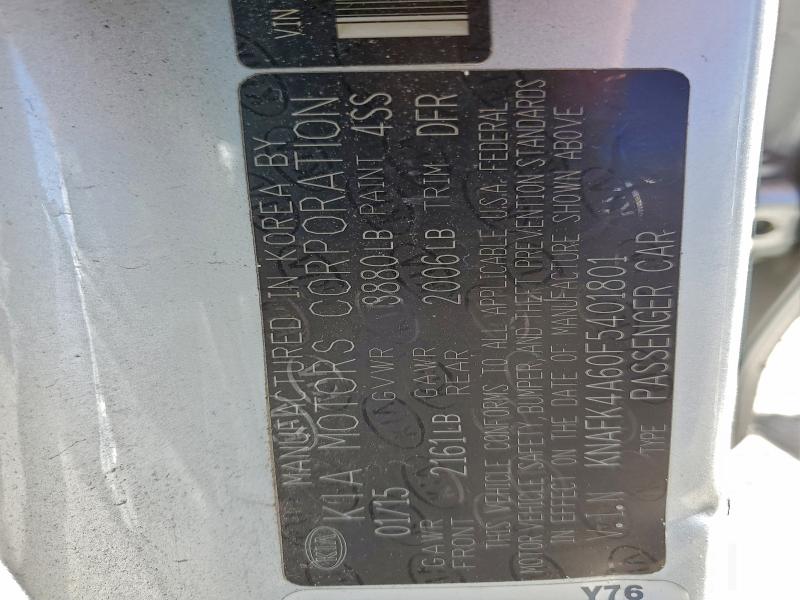 VIN
MANUFACTURED IN KOREA BY
KIA KIA MOTORS CORPORATION
01/15 GVWR 3880LB PAINT 4SS
GAWR FRONT 2161LB GAWR REAR 2006LB TRIM DFR
THIS VEHICLE CONFORMS TO ALL APPLICABLE U.S.A. FEDERAL
MOTOR VEHICLE SAFETY, BUMPER, AND THEFT PREVENTION STANDARDS
IN EFFECT ON THE DATE OF MANUFACTURE SHOWN ABOVE
V.I.N KNAFK4A60F5401801
TYPE PASSENGER CAR
Y76